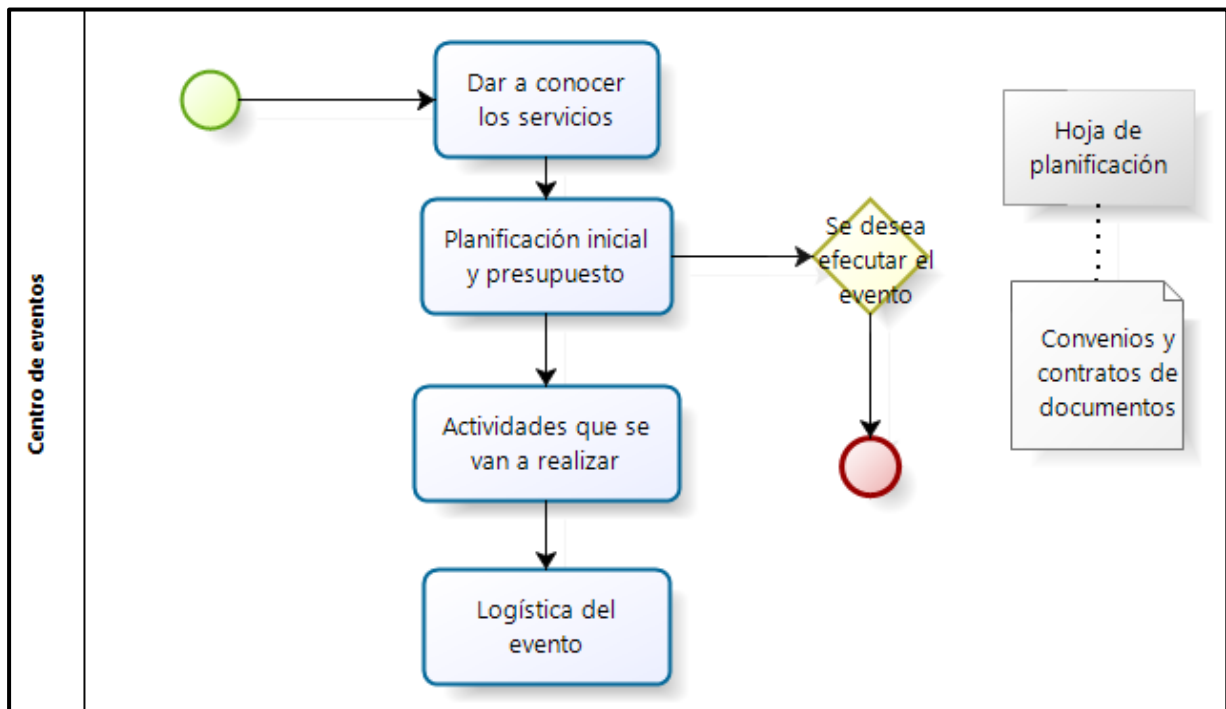 Centro de eventos
Dar a conocer
los servicios
Planificación inicial
y presupuesto
Se desea
efecutar el
evento
Actividades que se
van a realizar
Logística del
evento
Hoja de
planificación
Convenios y
contratos de
documentos